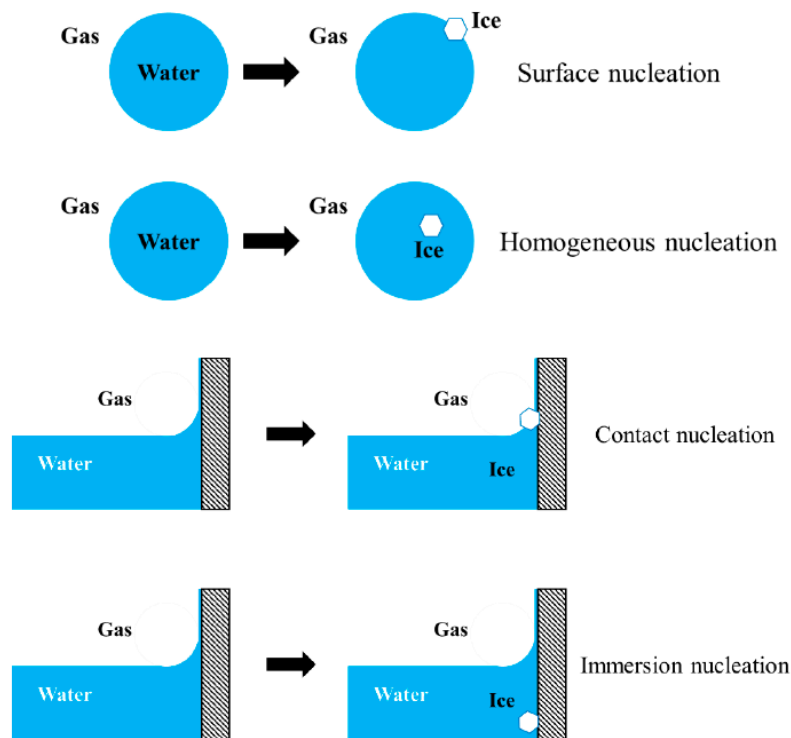 Gas
Water
Gas
Ice
Surface nucleation
Gas
Water
Gas
Ice
Homogeneous nucleation
Gas
Water
Gas
Water
Ice
Contact nucleation
Gas
Water
Gas
Water
Ice
Immersion nucleation